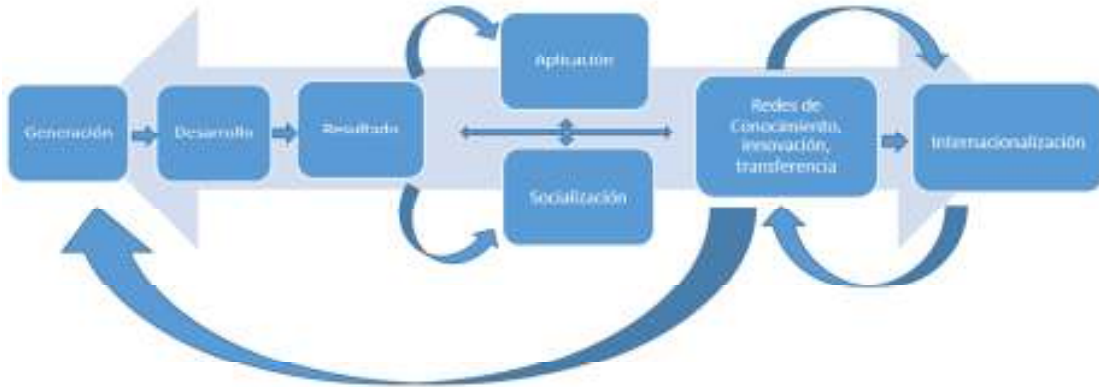 Generación
Desarrollo
Resultado
Aplicación
Socialización
Redes de
Conocimiento,
innovación,
transferencia
Internacionalización